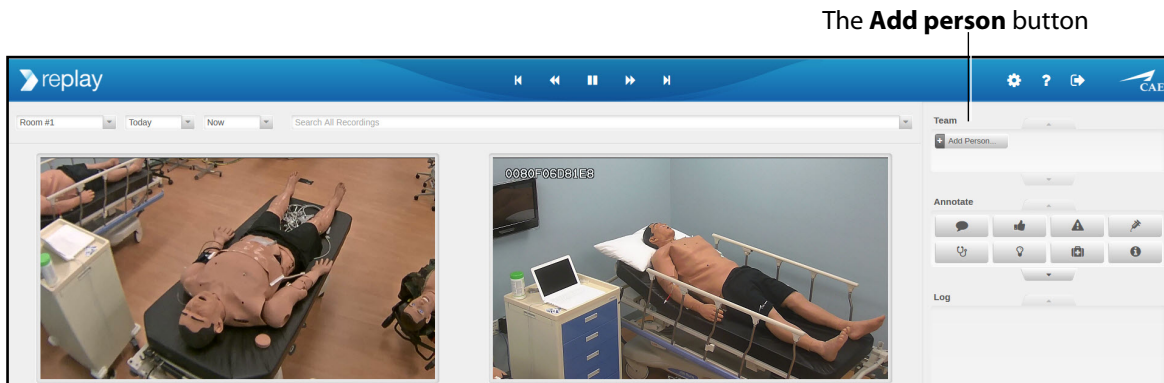 The Add person button
replay
? CAE
Room #1 Today Now Search All Recordings Team
+ Add Person...
0080F06D81E8
Annotate
Log